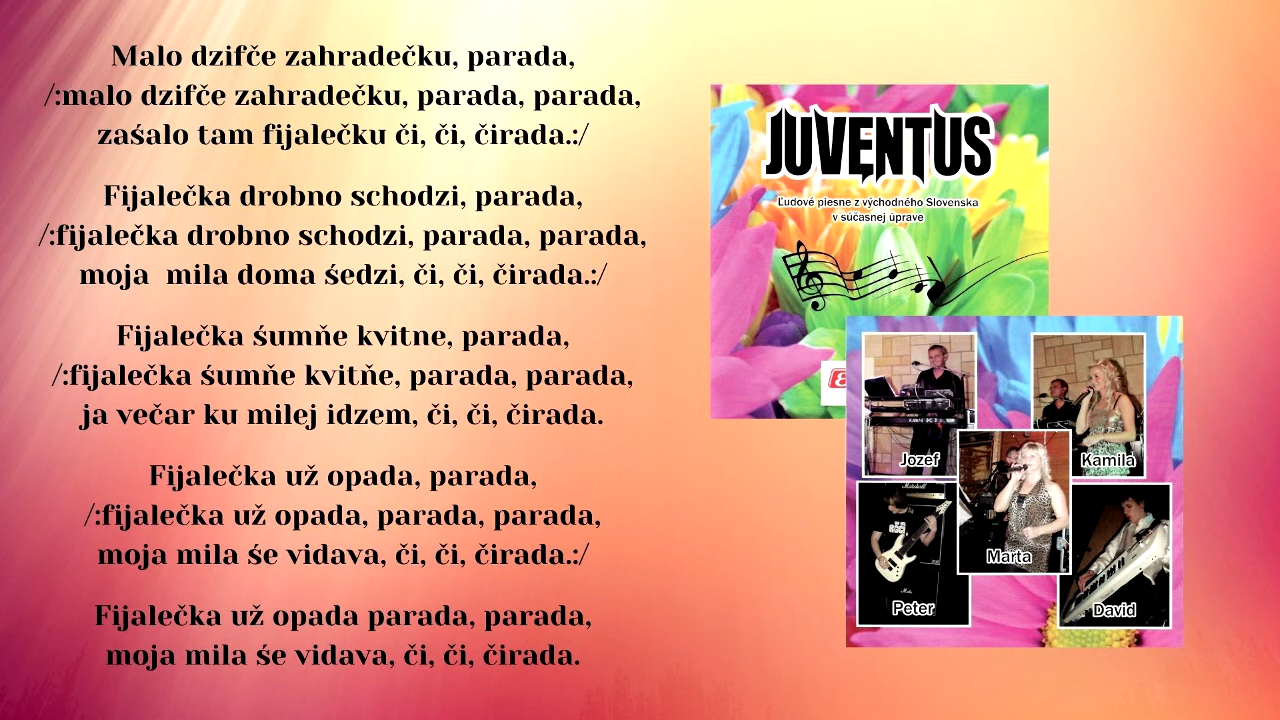 Malo dzifče zahradečku, parada,
/:malo dzifče zahradečku, parada, parada,
zaśalo tam fijalečku či, či, čirada.:/
Fijalečka drobno schodzi, parada,
/:fijalečka drobno schodzi, parada, parada,
moja mila doma śedzi, či, či, čirada.:/
Fijalečka śumňe kvitne, parada,
/:fijalečka śumňe kvitňe, parada, parada,
ja večar ku milej idzem, či, či, čirada.
Fijalečka už opada, parada,
/:fijalečka už opada, parada, parada,
moja mila śe vidava, či, či, čirada.:/
Fijalečka už opada parada, parada,
moja mila śe vidava, či, či, čirada.
JUVENTUS
Ľudové piesne z východného Slovenska
v súčasnej úprave
Jozef
Kamila
Marta
Peter
David
Marshall